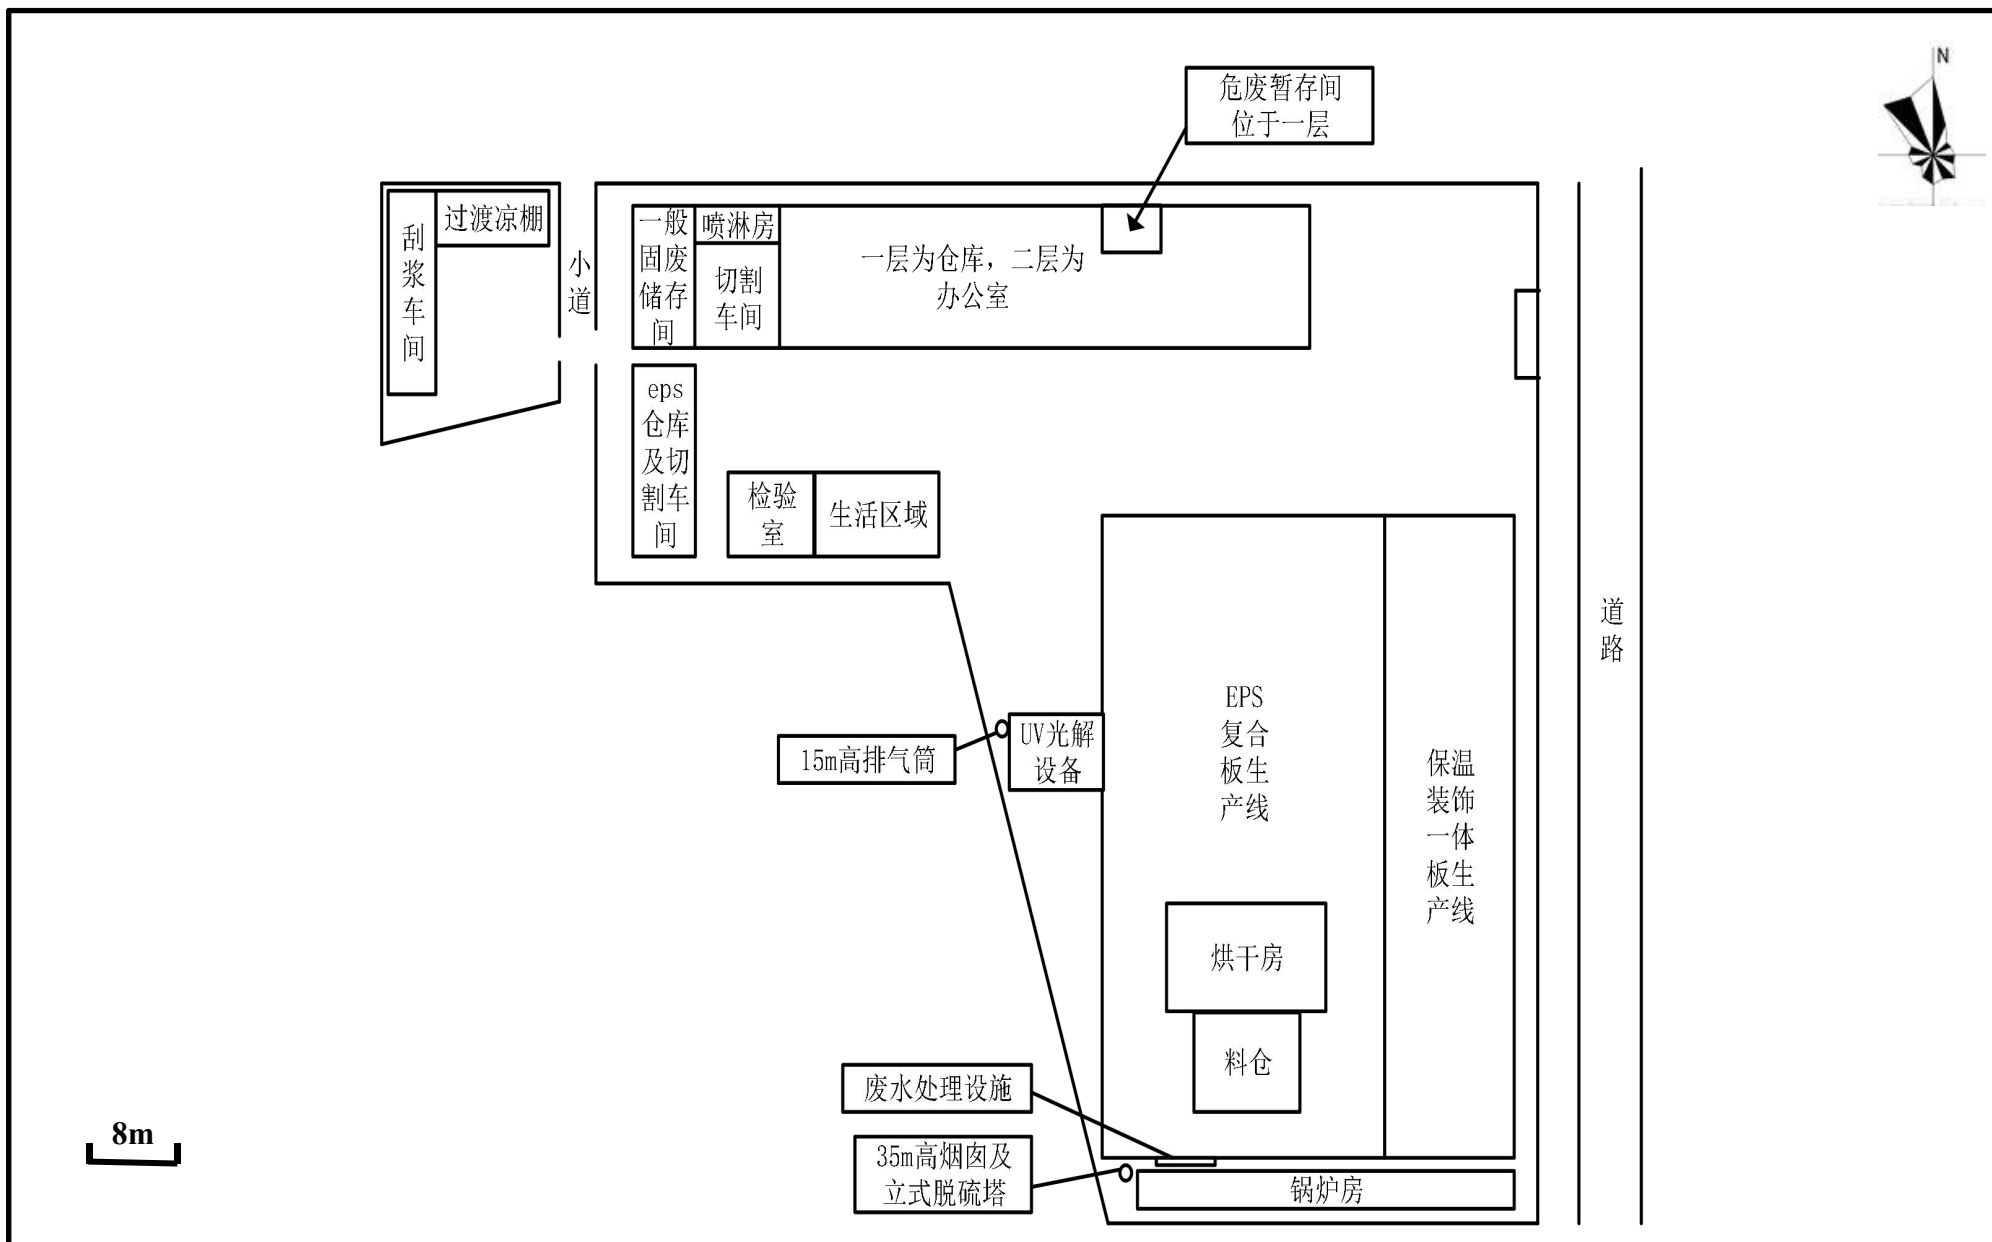 N
危废暂存间
位于一层
过渡凉棚
刮
浆
车
间
小
道
一般
固废
储存
间
喷淋房
切割
车间
一层为仓库，二层为
办公室
eps
仓库
及切
割车
间
检验
室
生活区域
道
路
EPS
复合
板生
产线
UV光解
设备
15m高排气筒
保温
装饰
一体
板生
产线
烘干房
料仓
废水处理设施
8m
35m高烟囱及
立式脱硫塔
锅炉房